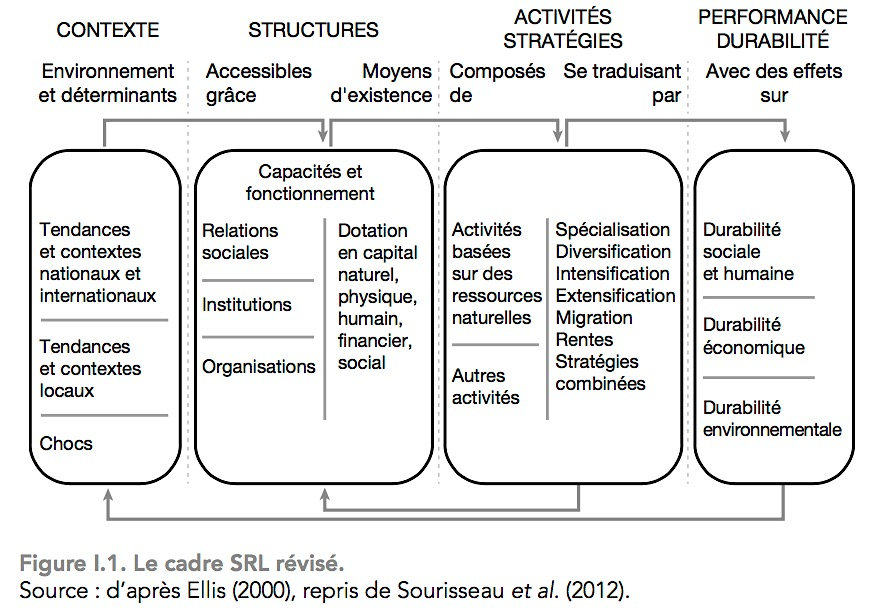 CONTEXTE
STRUCTURES
ACTIVITÉS
STRATÉGIES
PERFORMANCE
DURABILITÉ
Environnement
et déterminants
Accessibles
grâce
Moyens
d'existence
Composés
de
Se traduisant
par
Avec des effets
sur
Tendances
et contextes
nationaux et
internationaux
Tendances
et contextes
locaux
Chocs
Capacités et
fonctionnement
Relations
sociales
Institutions
Organisations
Dotation
en capital
naturel,
physique,
humain,
financier,
social
Activités
basées
sur des
ressources
naturelles
Autres
activités
Spécialisation
Diversification
Intensification
Extensification
Migration
Rentes
Stratégies
combinées
Durabilité
sociale
et humaine
Durabilité
économique
Durabilité
environnementale
Figure I.1. Le cadre SRL révisé.
Source : d’après Ellis (2000), repris de Sourisseau et al. (2012).